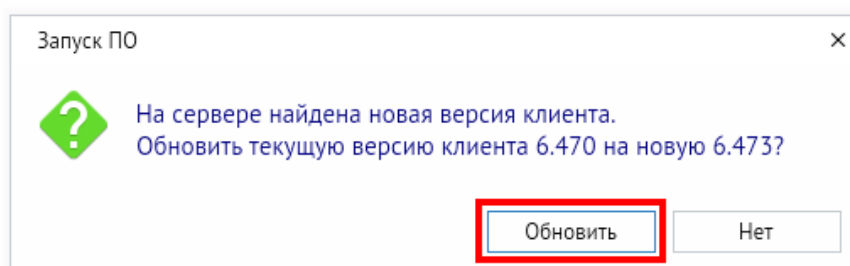 Запуск ПО
На сервере найдена новая версия клиента.
Обновить текущую версию клиента 6.470 на новую 6.473?
Обновить
Нет